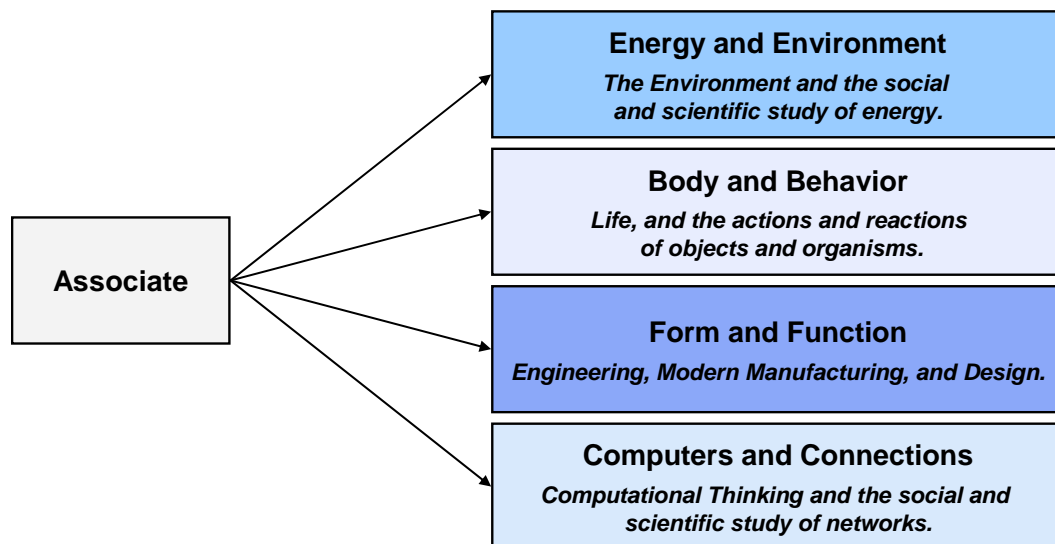 Energy and Environment
The Environment and the social
and scientific study of energy.
Body and Behavior
Life, and the actions and reactions
of objects and organisms.
Associate
Form and Function
Engineering, Modern Manufacturing, and Design.
Computers and Connections
Computational Thinking and the social and
scientific study of networks.